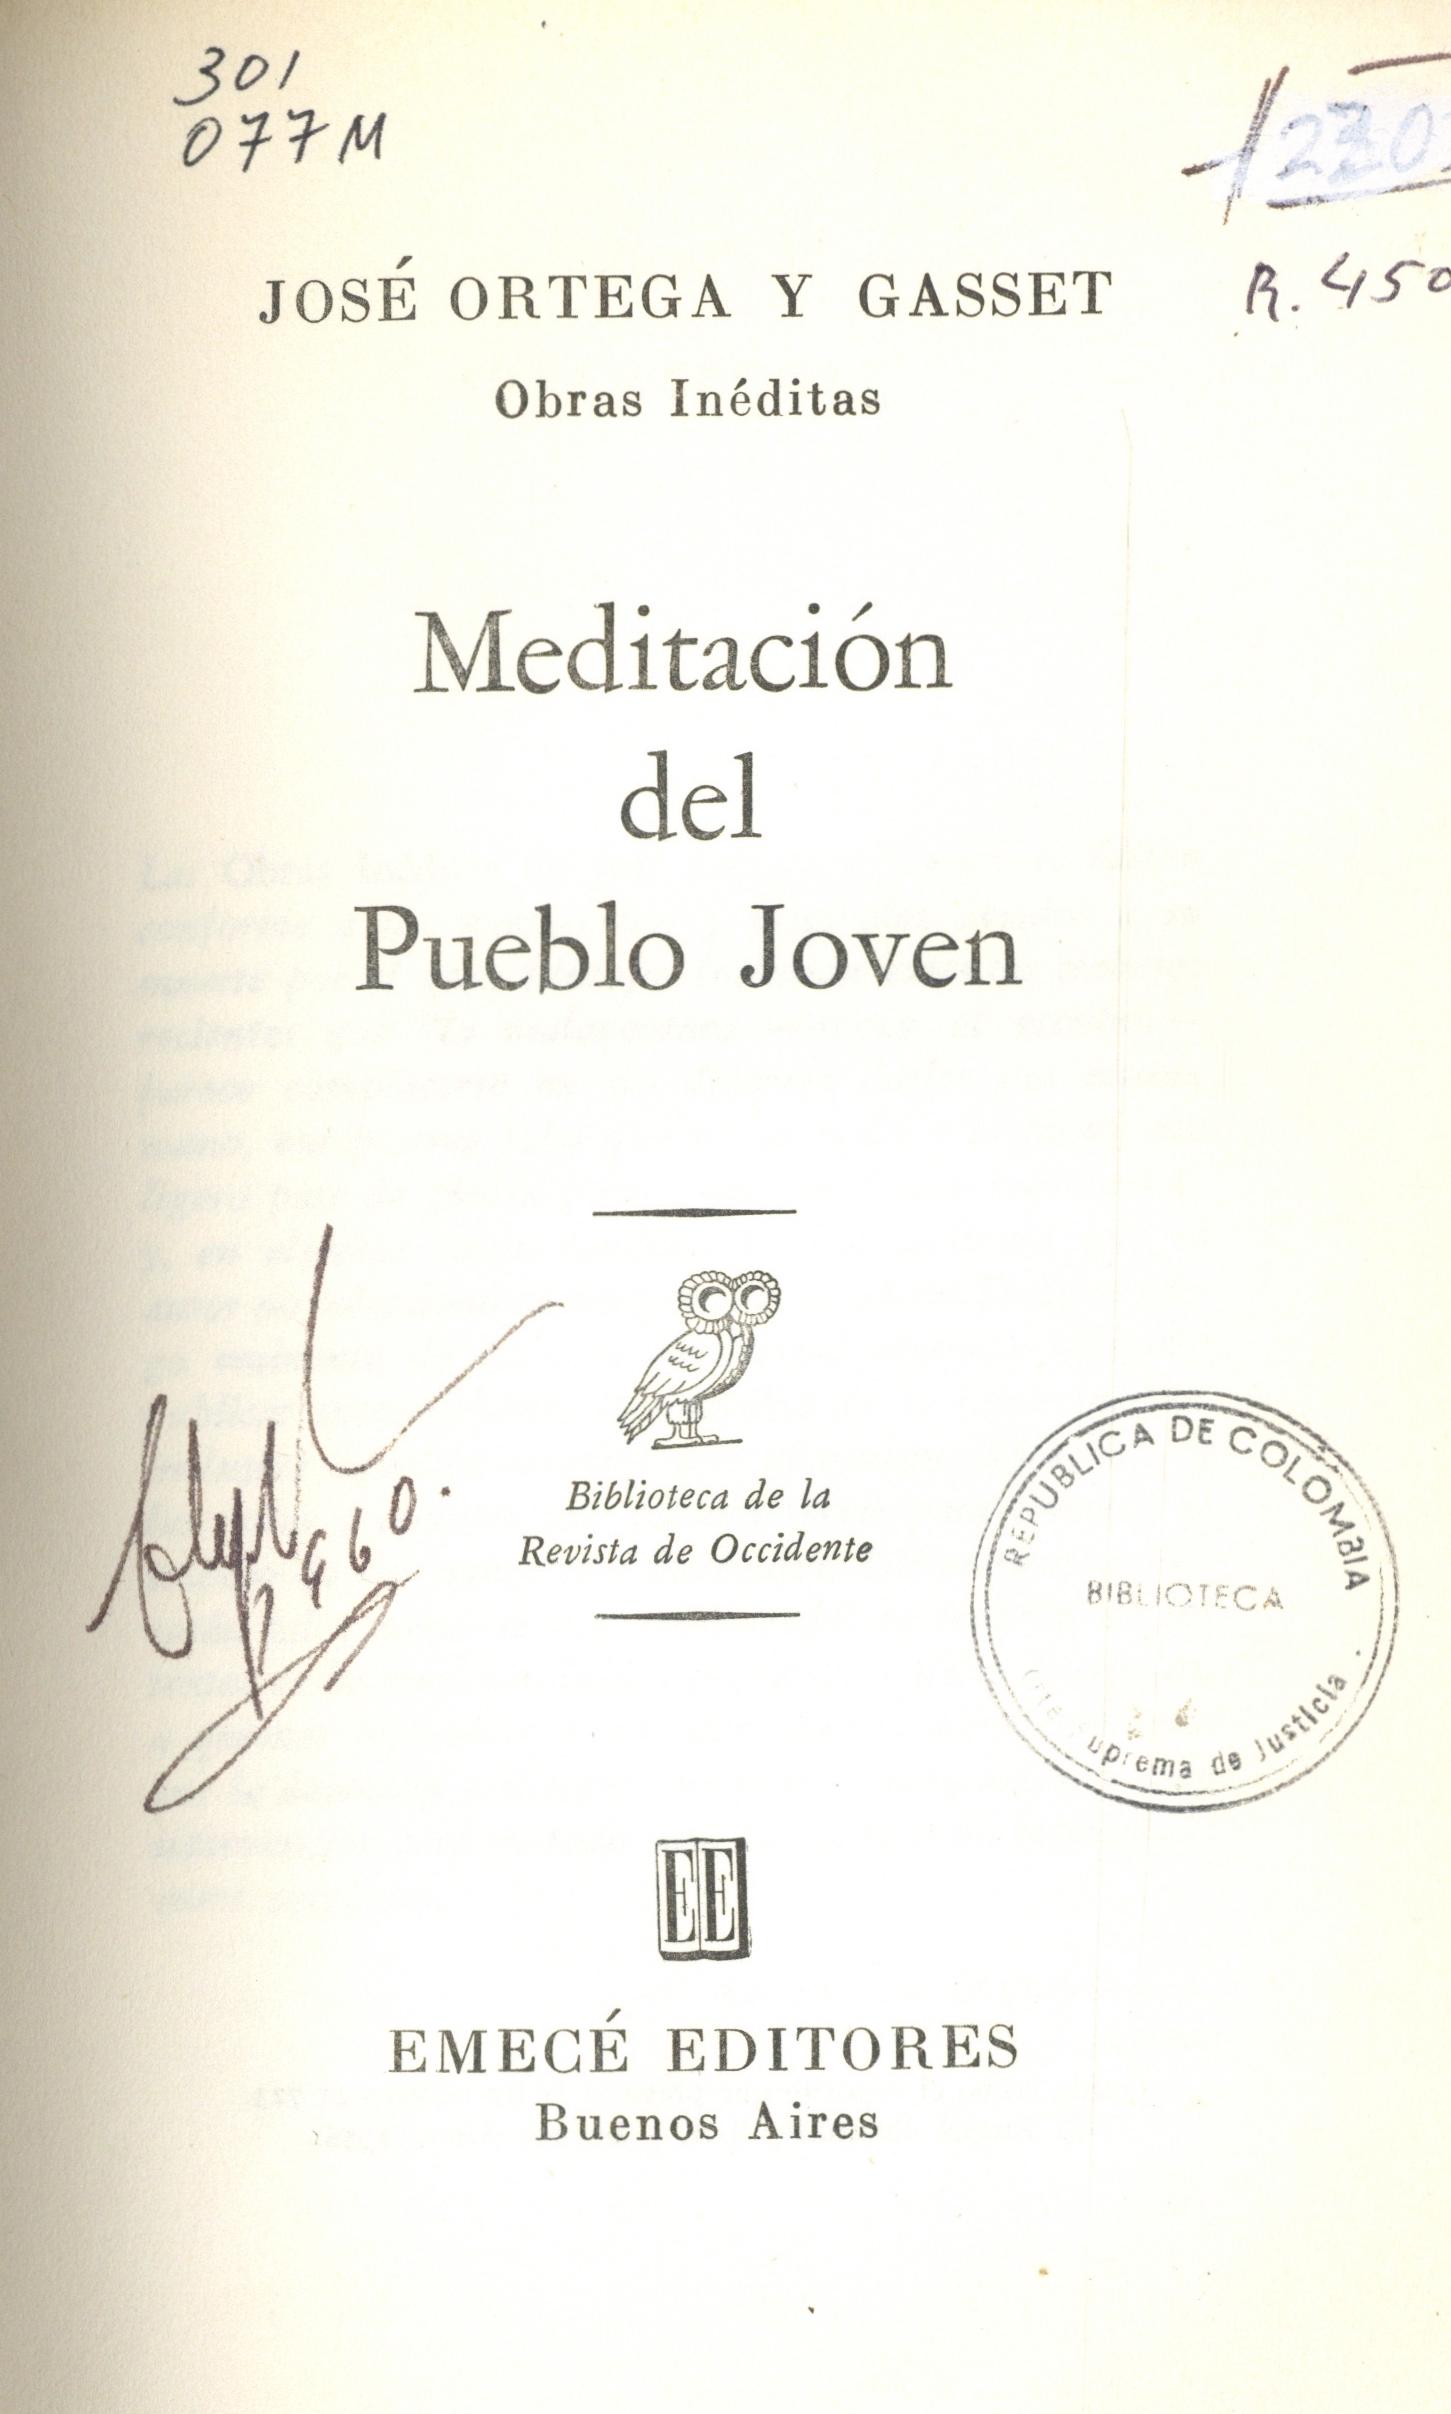 301
077M
R. 450
JOSÉ ORTEGA Y GASSET
Obras Inéditas
Meditación
del
Pueblo Joven
1960.
Biblioteca de la
Revista de Occidente
REPUBLICA DE COLOMBIA
BIBLIOTECA
Suprema de Justicia
EE
EMECÉ EDITORES
Buenos Aires